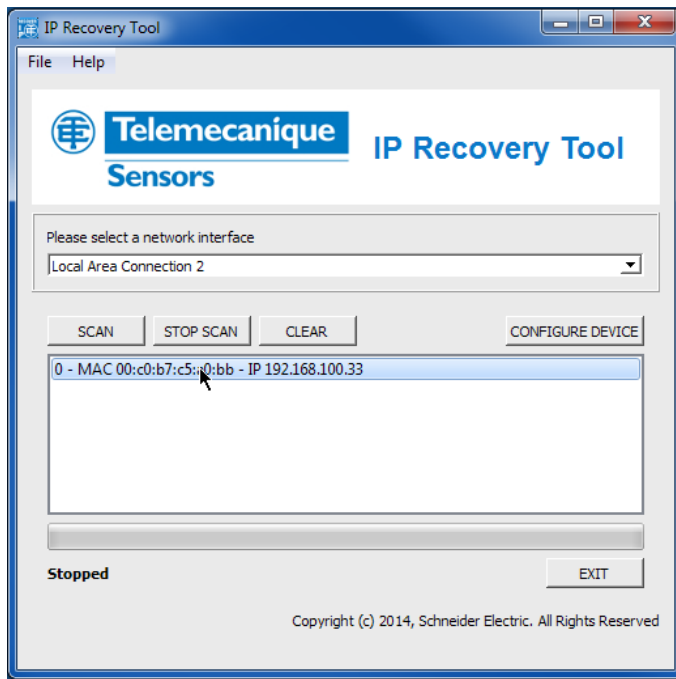 IP Recovery Tool
File Help
Telemecanique
Sensors
IP Recovery Tool
Please select a network interface
Local Area Connection 2
SCAN STOP SCAN CLEAR CONFIGURE DEVICE
0 - MAC 00:c0:b7:c5:a0:bb - IP 192.168.100.33
Stopped
EXIT
Copyright (c) 2014, Schneider Electric. All Rights Reserved